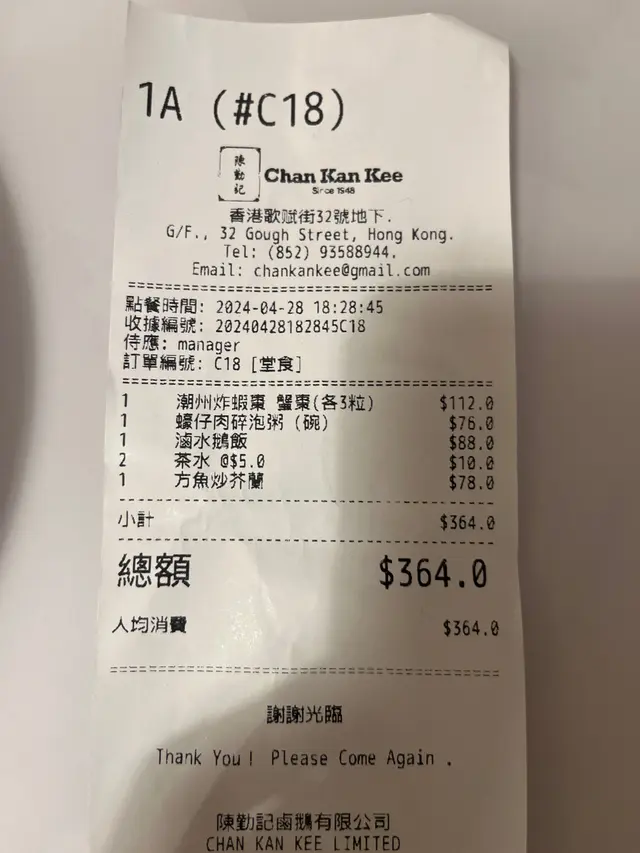 1A (#C18)
陳勤記
Chan Kan Kee
Since 1948
香港歌赋街32號地下.
G/F., 32 Gough Street, Hong Kong.
Tel: (852) 93588944.
Email: chankankee@gmail.com
點餐時間: 2024-04-28 18:28:45
收據編號: 20240428182845C18
侍應: manager
訂單編號: C18 [堂食]
1 潮州炸蝦棗 蟹棗(各3粒) $112.0
1 蠔仔肉碎泡粥 (碗) $76.0
1 滷水鵝飯 $88.0
2 茶水 @$5.0 $10.0
1 方魚炒芥蘭 $78.0
小計 $364.0
總額 $364.0
人均消費 $364.0
謝謝光臨
Thank You! Please Come Again .
陳勤記鹵鵝有限公司
CHAN KAN KEE LIMITED